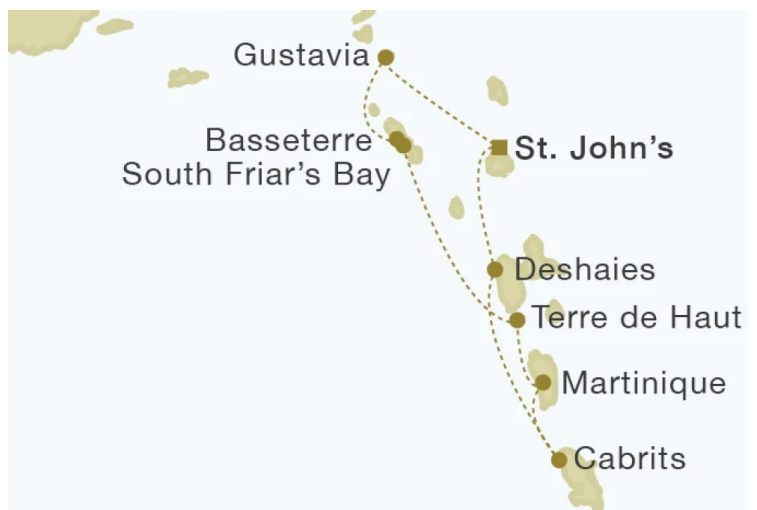 Gustavia
Basseterre
South Friar's Bay
St. John's
Deshaies
Terre de Haut
Martinique
Cabrits